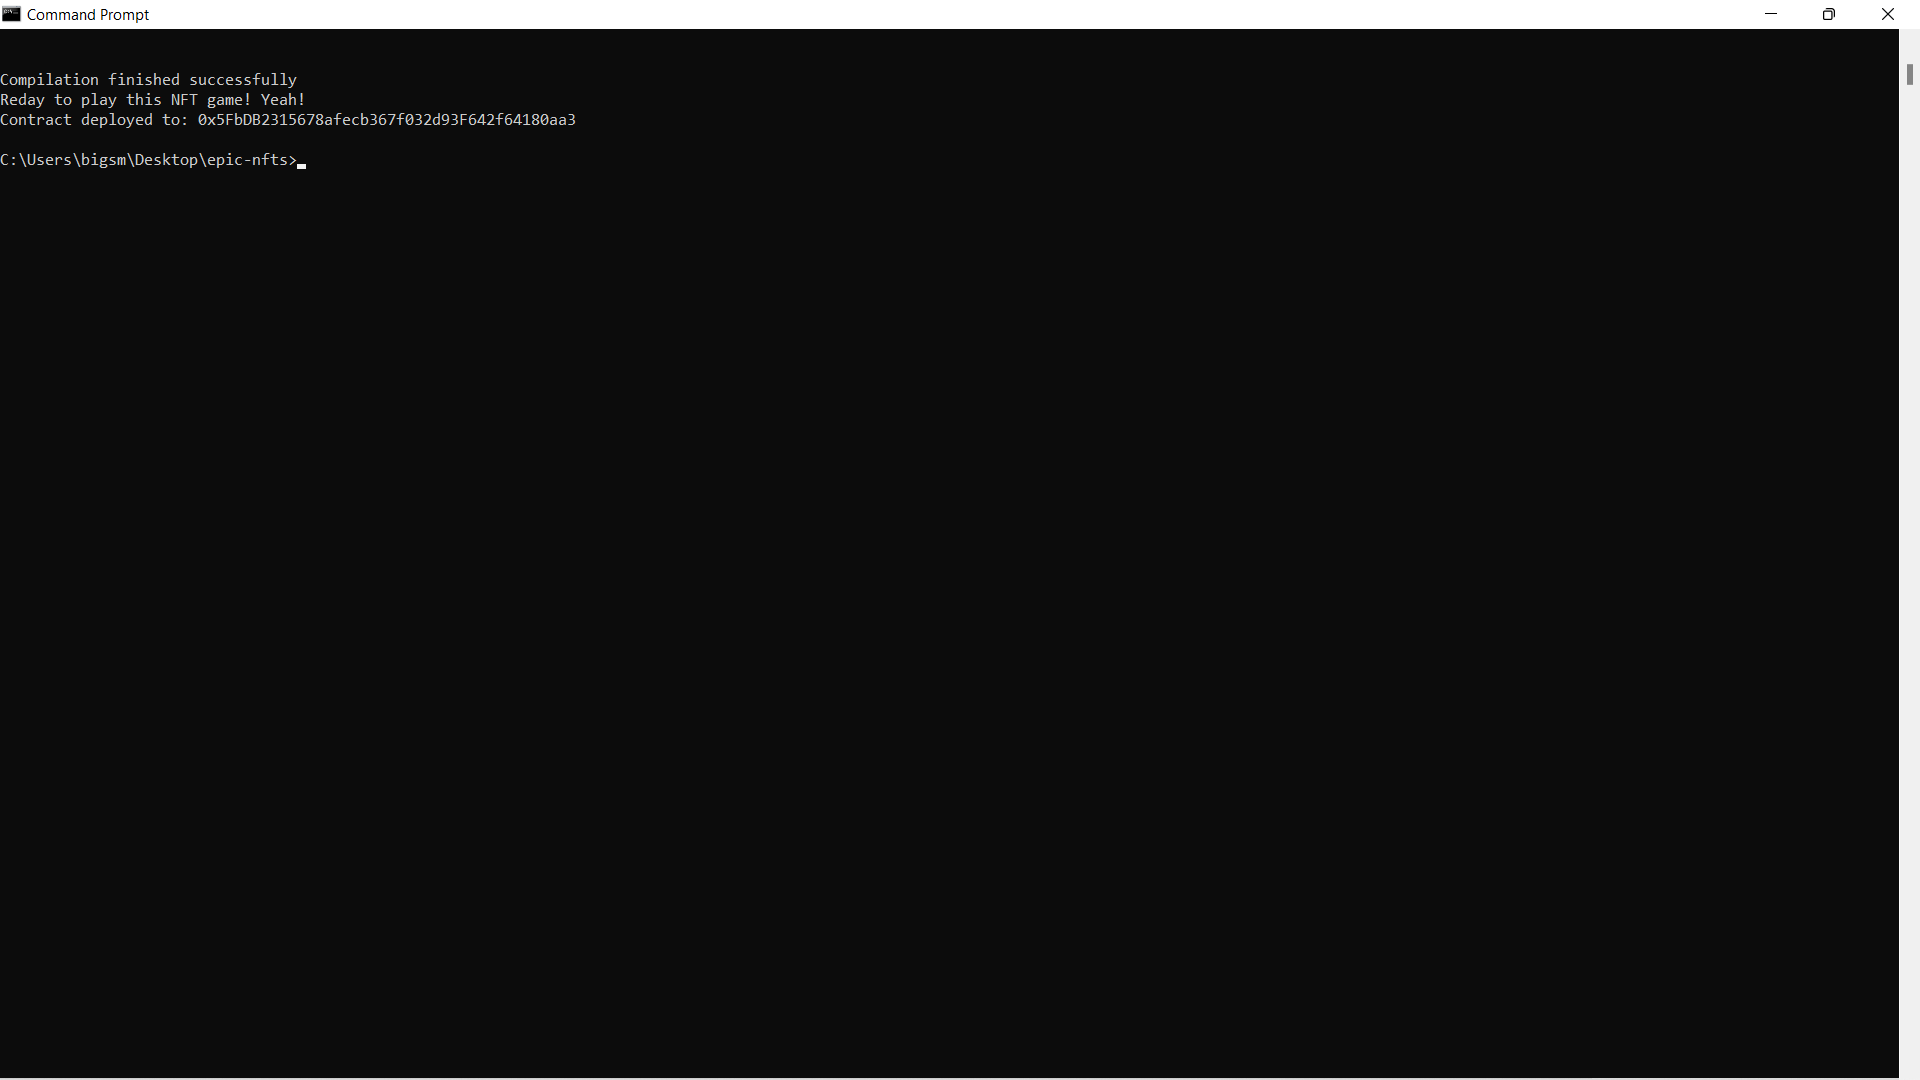 Command Prompt
Compilation finished successfully
Reday to play this NFT game! Yeah!
Contract deployed to: 0x5FbDB2315678afecb367f032d93F642f64180aa3
C:\Users\bigsm\Desktop\epic-nfts>